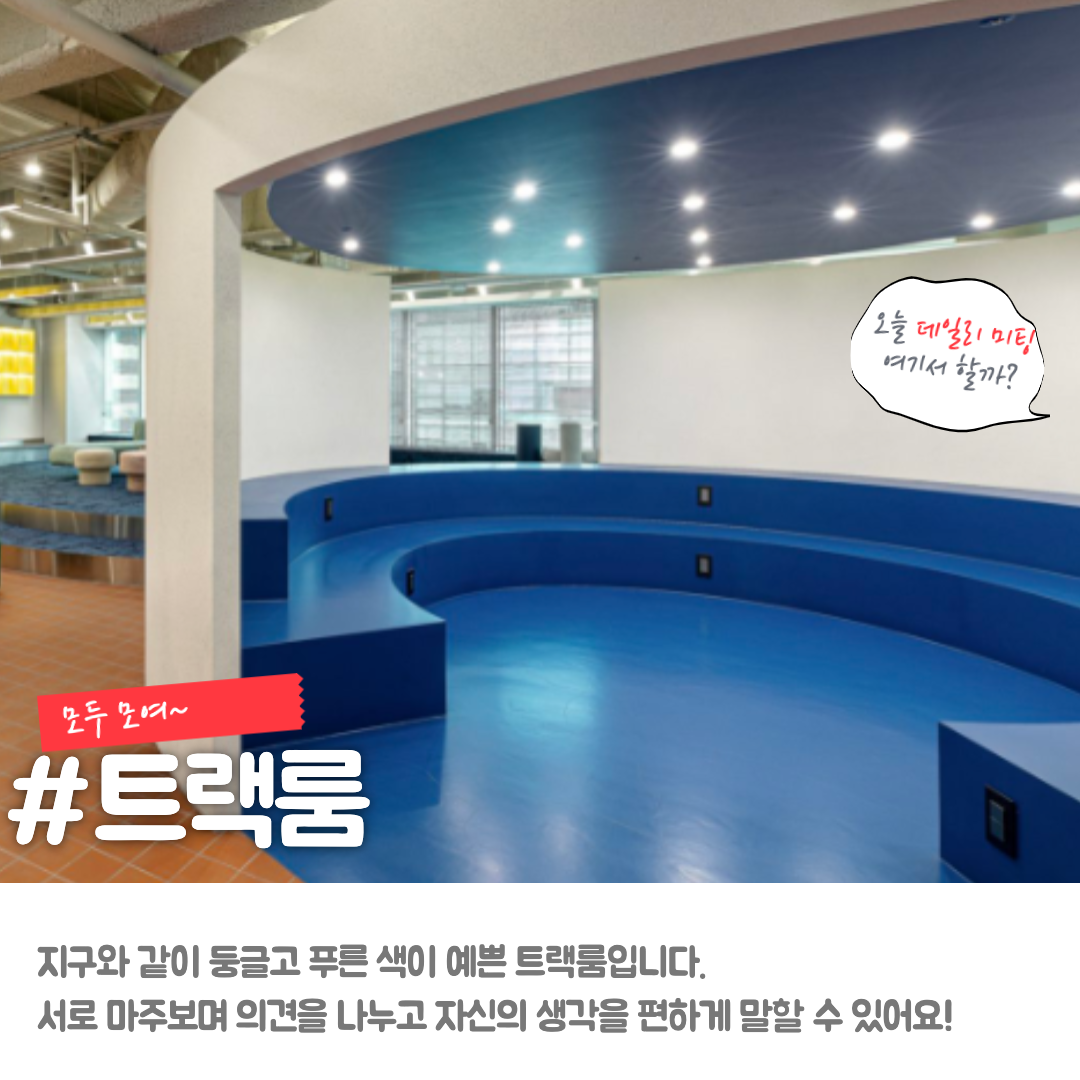 오늘 데일리 미팅
여기서 할까?
모두 모여~
#트랙룸
지구와 같이 둥글고 푸른 색이 예쁜 트랙룸입니다.
서로 마주보며 의견을 나누고 자신의 생각을 편하게 말할 수 있어요!